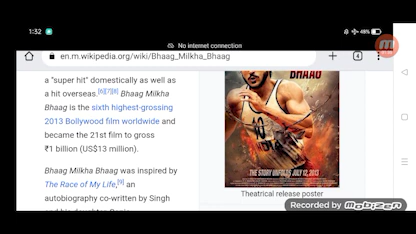 1:32
48%
No internet connection
en.m.wikipedia.org/wiki/Bhaag_Milkha_Bhaag
4
a "super hit" domestically as well as
a hit overseas.[6][7][8] Bhaag Milkha
Bhaag is the sixth highest-grossing
2013 Bollywood film worldwide and
became the 21st film to gross
₹1 billion (US$13 million).
Bhaag Milkha Bhaag was inspired by
The Race of My Life,[9] an
autobiography co-written by Singh
BHAAG
THE STORY UNFOLDS JULY 12, 2013
Theatrical release poster
Recorded by
MOBIZEN